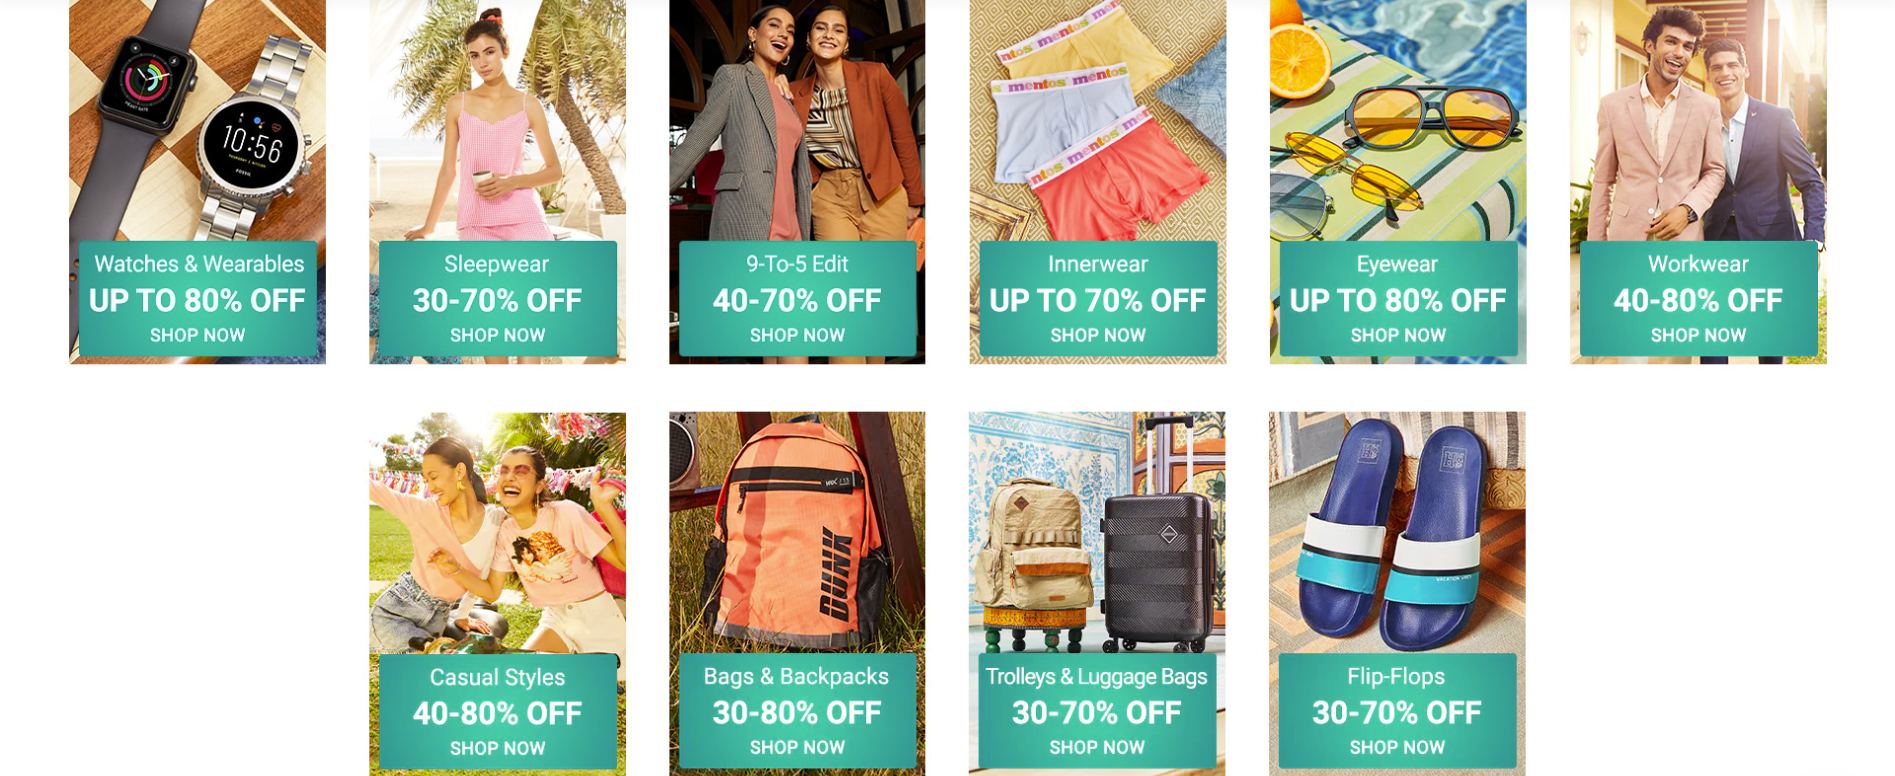 10:56
FOSSIL
mentos
mentos
mentos
Watches & Wearables
UP TO 80% OFF
SHOP NOW
Sleepwear
30-70% OFF
SHOP NOW
9-To-5 Edit
40-70% OFF
SHOP NOW
Innerwear
UP TO 70% OFF
SHOP NOW
Eyewear
UP TO 80% OFF
SHOP NOW
Workwear
40-80% OFF
SHOP NOW
DUNK
Casual Styles
40-80% OFF
SHOP NOW
Bags & Backpacks
30-80% OFF
SHOP NOW
Trolleys & Luggage Bags
30-70% OFF
SHOP NOW
Flip-Flops
30-70% OFF
SHOP NOW